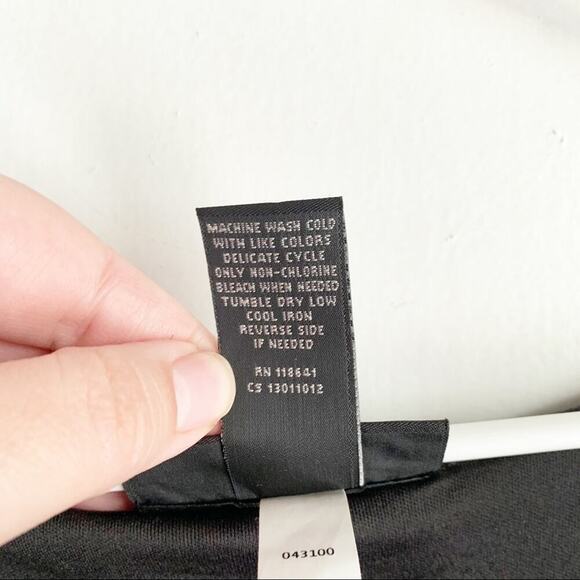 MACHINE WASH COLD
WITH LIKE COLORS
DELICATE CYCLE
ONLY NON-CHLORINE
BLEACH WHEN NEEDED
TUMBLE DRY LOW
COOL IRON
REVERSE SIDE
IF NEEDED
RN 118641
CS 13011012
043100